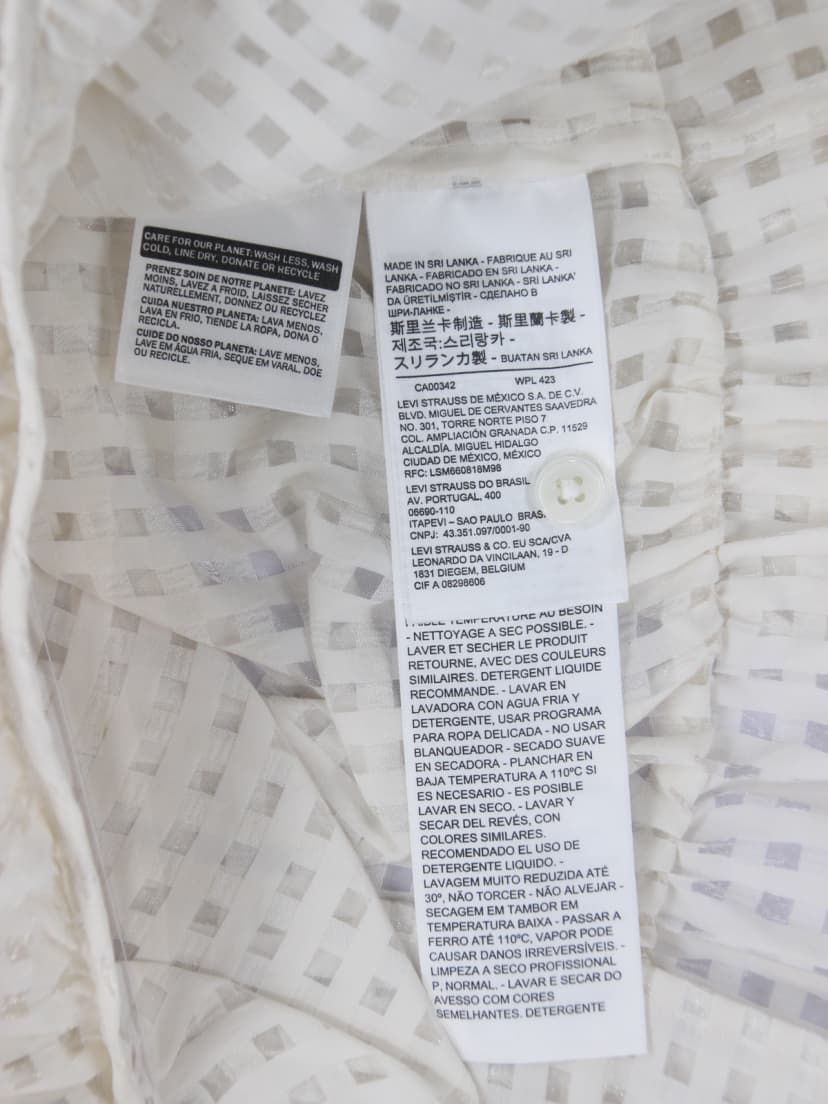 CARE FOR OUR PLANET: WASH LESS, WASH
COLD, LINE DRY, DONATE OR RECYCLE
PRENEZ SOIN DE NOTRE PLANETE: LAVEZ
MOINS, LAVEZ A FROID, LAISSEZ SECHER
NATURELLEMENT, DONNEZ OU RECYCLEZ
CUIDA NUESTRO PLANETA: LAVA MENOS,
LAVA EN FRIO, TIENDE LA ROPA, DONA O
RECICLA.
CUIDE DO NOSSO PLANETA: LAVE MENOS,
LAVE EM ÁGUA FRIA, SEQUE EM VARAL, DOE
OU RECICLE.
MADE IN SRI LANKA - FABRIQUE AU SRI
LANKA - FABRICADO EN SRI LANKA -
FABRICADO NO SRI LANKA - SRI LANKA'
DA ÜRETİLMİŞTİR - СДЕЛАНО В
ШРИ-ЛАНКЕ -
斯里兰卡制造 - 斯里蘭卡製 -
제조국:스리랑카 -
スリランカ製 - BUATAN SRI LANKA
CA00342 WPL 423
LEVI STRAUSS DE MÉXICO S.A. DE C.V.
BLVD. MIGUEL DE CERVANTES SAAVEDRA
NO. 301, TORRE NORTE PISO 7
COL. AMPLIACIÓN GRANADA C.P. 11529
ALCALDÍA. MIGUEL HIDALGO
CIUDAD DE MÉXICO, MÉXICO
RFC: LSM660818M98
LEVI STRAUSS DO BRASIL
AV. PORTUGAL, 400
06690-110
ITAPEVI – SAO PAULO
CNPJ: 43.351.097/0001-90
LEVI STRAUSS & CO. EU SCA/CVA
LEONARDO DA VINCILAAN, 19 - D
1831 DIEGEM, BELGIUM
CIF A 08298606
FAIBLE TEMPERATURE AU BESOIN
- NETTOYAGE A SEC POSSIBLE. -
LAVER ET SECHER LE PRODUIT
RETOURNE, AVEC DES COULEURS
SIMILAIRES. DETERGENT LIQUIDE
RECOMMANDE. - LAVAR EN
LAVADORA CON AGUA FRIA Y
DETERGENTE, USAR PROGRAMA
PARA ROPA DELICADA - NO USAR
BLANQUEADOR - SECADO SUAVE
EN SECADORA - PLANCHAR EN
BAJA TEMPERATURA A 110ºC SI
ES NECESARIO - ES POSIBLE
LAVAR EN SECO. - LAVAR Y
SECAR DEL REVÉS, CON
COLORES SIMILARES.
RECOMENDADO EL USO DE
DETERGENTE LIQUIDO. -
LAVAGEM MUITO REDUZIDA ATÉ
30º, NÃO TORCER - NÃO ALVEJAR -
SECAGEM EM TAMBOR EM
TEMPERATURA BAIXA - PASSAR A
FERRO ATÉ 110ºC, VAPOR PODE
CAUSAR DANOS IRREVERSÍVEIS. -
LIMPEZA A SECO PROFISSIONAL
P, NORMAL. - LAVAR E SECAR DO
AVESSO COM CORES
SEMELHANTES. DETERGENTE